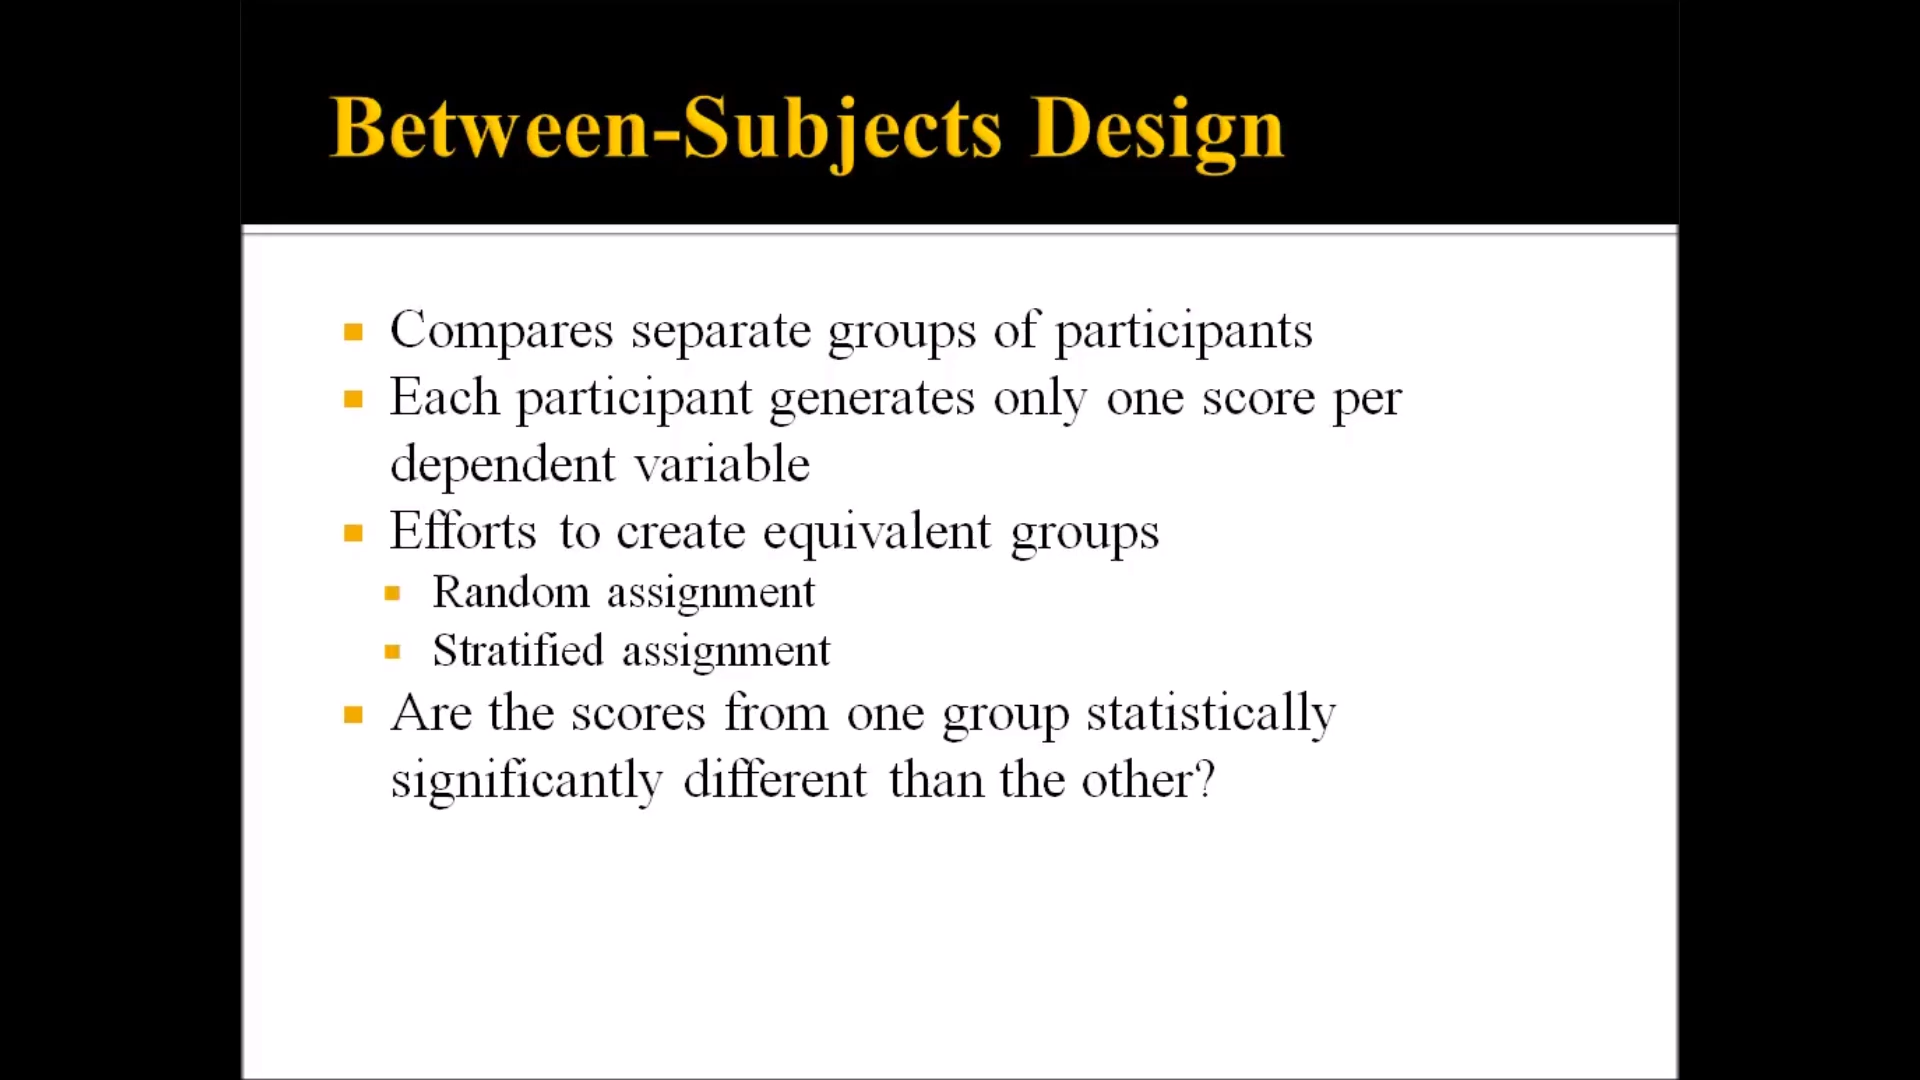 Between-Subjects Design
Compares separate groups of participants
Each participant generates only one score per
dependent variable
Efforts to create equivalent groups
Random assignment
Stratified assignment
Are the scores from one group statistically
significantly different than the other?